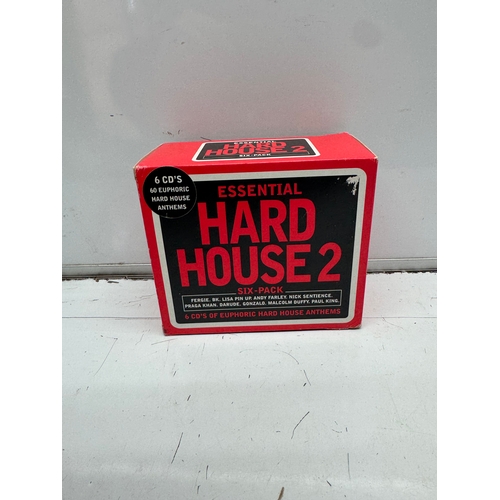 ESSENTIAL
HARD
HOUSE 2
SIX-PACK
6 CD'S
60 EUPHORIC
HARD HOUSE
ANTHEMS
ESSENTIAL
HARD
HOUSE 2
SIX-PACK
FERGIE. BK. LISA PIN UP. ANDY FARLEY. NICK SENTIENCE.
PRAGA KHAN. DARUDE. GONZALO. MALCOLM DUFFY. PAUL KING.
6 CD'S OF EUPHORIC HARD HOUSE ANTHEMS